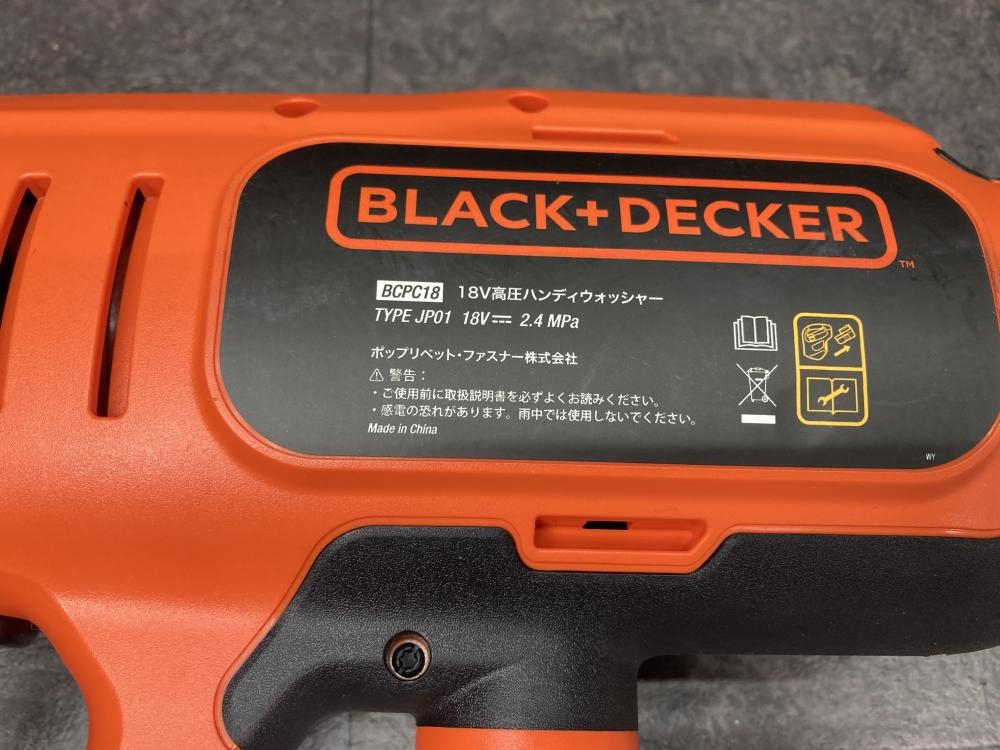 BLACK+DECKER
TM
BCPC18 18V高圧ハンディウォッシャー
TYPE JP01 18V⎓ 2.4 MPa
ポップリベット・ファスナー株式会社
⚠ 警告：
・ご使用前に取扱説明書を必ずよくお読みください。
・感電の恐れがあります。雨中では使用しないでください。
Made in China
WY